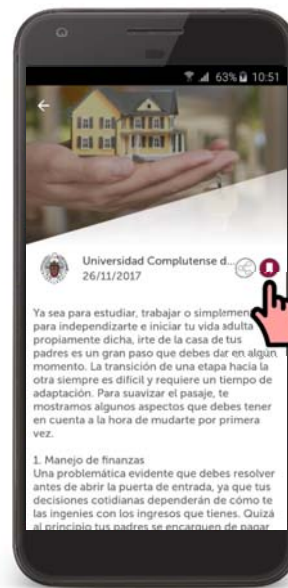 63% 10:51
Universidad Complutense d...
26/11/2017
Ya sea para estudiar, trabajar o simplemen
para independizarte e iniciar tu vida adulta
propiamente dicha, irte de la casa de tus
padres es un gran paso que debes dar en algún
momento. La transición de una etapa hacia la
otra siempre es difícil y requiere un tiempo de
adaptación. Para suavizar el pasaje, te
mostramos algunos aspectos que debes tener
en cuenta a la hora de mudarte por primera
vez.
1. Manejo de finanzas
Una problemática evidente que debes resolver
antes de abrir la puerta de entrada, ya que tus
decisiones cotidianas dependerán de cómo te
las ingenies con los ingresos que tienes. Quizá
al principio tus padres se encarguen de pagar